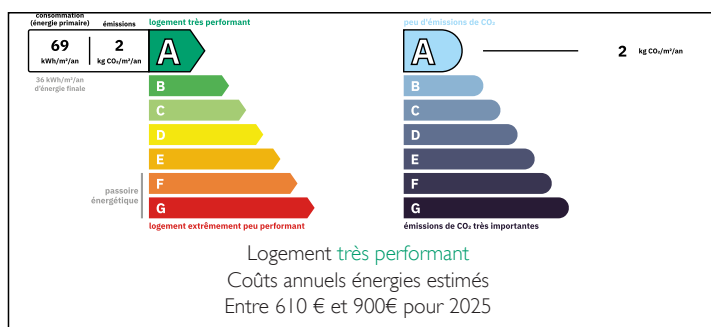 consommation
(énergie primaire)
émissions
logement très performant
69
kWh/m²/an
2
kg CO₂/m²/an
A
36 kWh/m²/an
d'énergie finale
B
C
D
E
F
G
passoire
énergétique
logement extrêmement peu performant
peu d'émissions de CO₂
A
2 kg CO₂/m²/an
B
C
D
E
F
G
émissions de CO₂ très importantes
Logement très performant
Coûts annuels énergies estimés
Entre 610 € et 900€ pour 2025